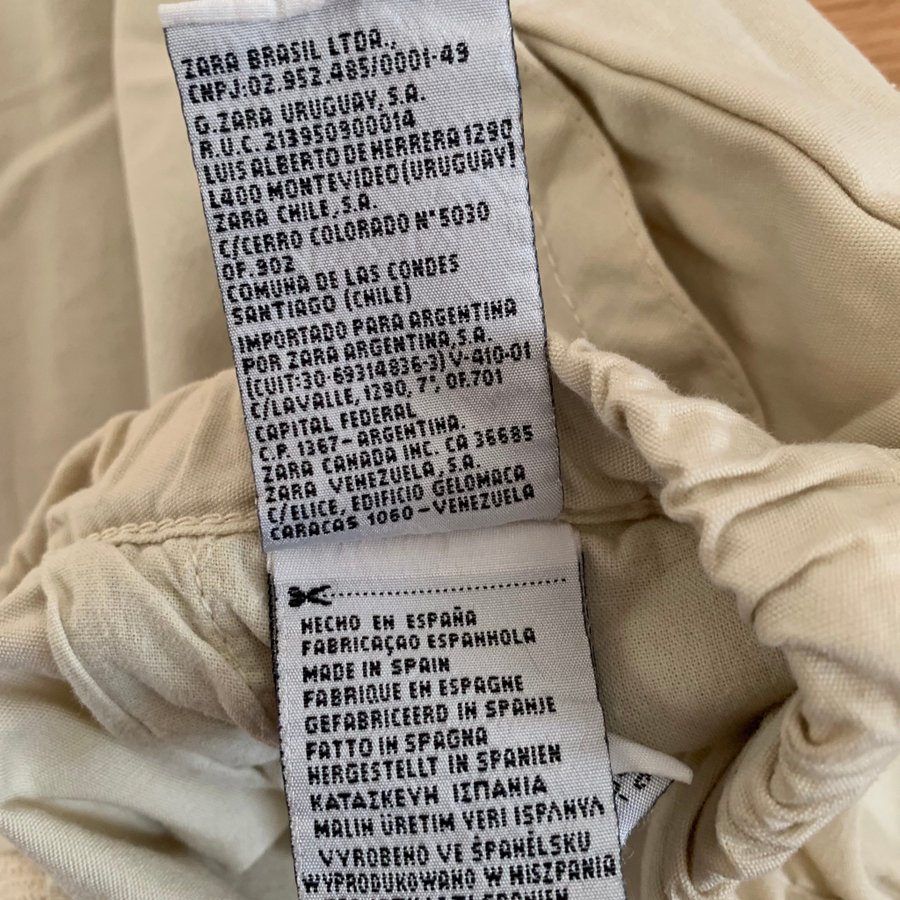 ZARA BRASIL LTDA.,
CNPJ:02.952.485/0001-49
G.ZARA URUGUAY,S.A.
R.U.C. 213950900014
LUIS ALBERTO DE HERRERA 1290
L400 MONTEVIDEO(URUGUAY)
ZARA CHILE,S.A.
C/CERRO COLORADO N°5030
OF.302
COMUNA DE LAS CONDES
SANTIAGO (CHILE)
IMPORTADO PARA ARGENTINA
POR ZARA ARGENTINA,S.A.
(CUIT:30-69314836-3) V-410-01
C/LAVALLE, 1290, 7°, OF.701
CAPITAL FEDERAL
C.P. 1367- ARGENTINA.
ZARA CANADA INC. CA 36685
ZARA VENEZUELA,S.A.
C/ELICE, EDIFICIO GELOMACA
CARACAS 1060-VENEZUELA
HECHO EN ESPAÑA
FABRICAÇAO ESPANHOLA
MADE IN SPAIN
FABRIQUE EN ESPAGNE
GEFABRICEERD IN SPANJE
FATTO IN SPAGNA
HERGESTELLT IN SPANIEN
ΚΑΤΑΣΚΕΥΗ ΙΣΠΑΝΙΑ
MALIN ÜRETIM YERI ISPANYA
VYROBENO VE ŠPANĚLSKU
WYPRODUKOWANO W HISZPANIA